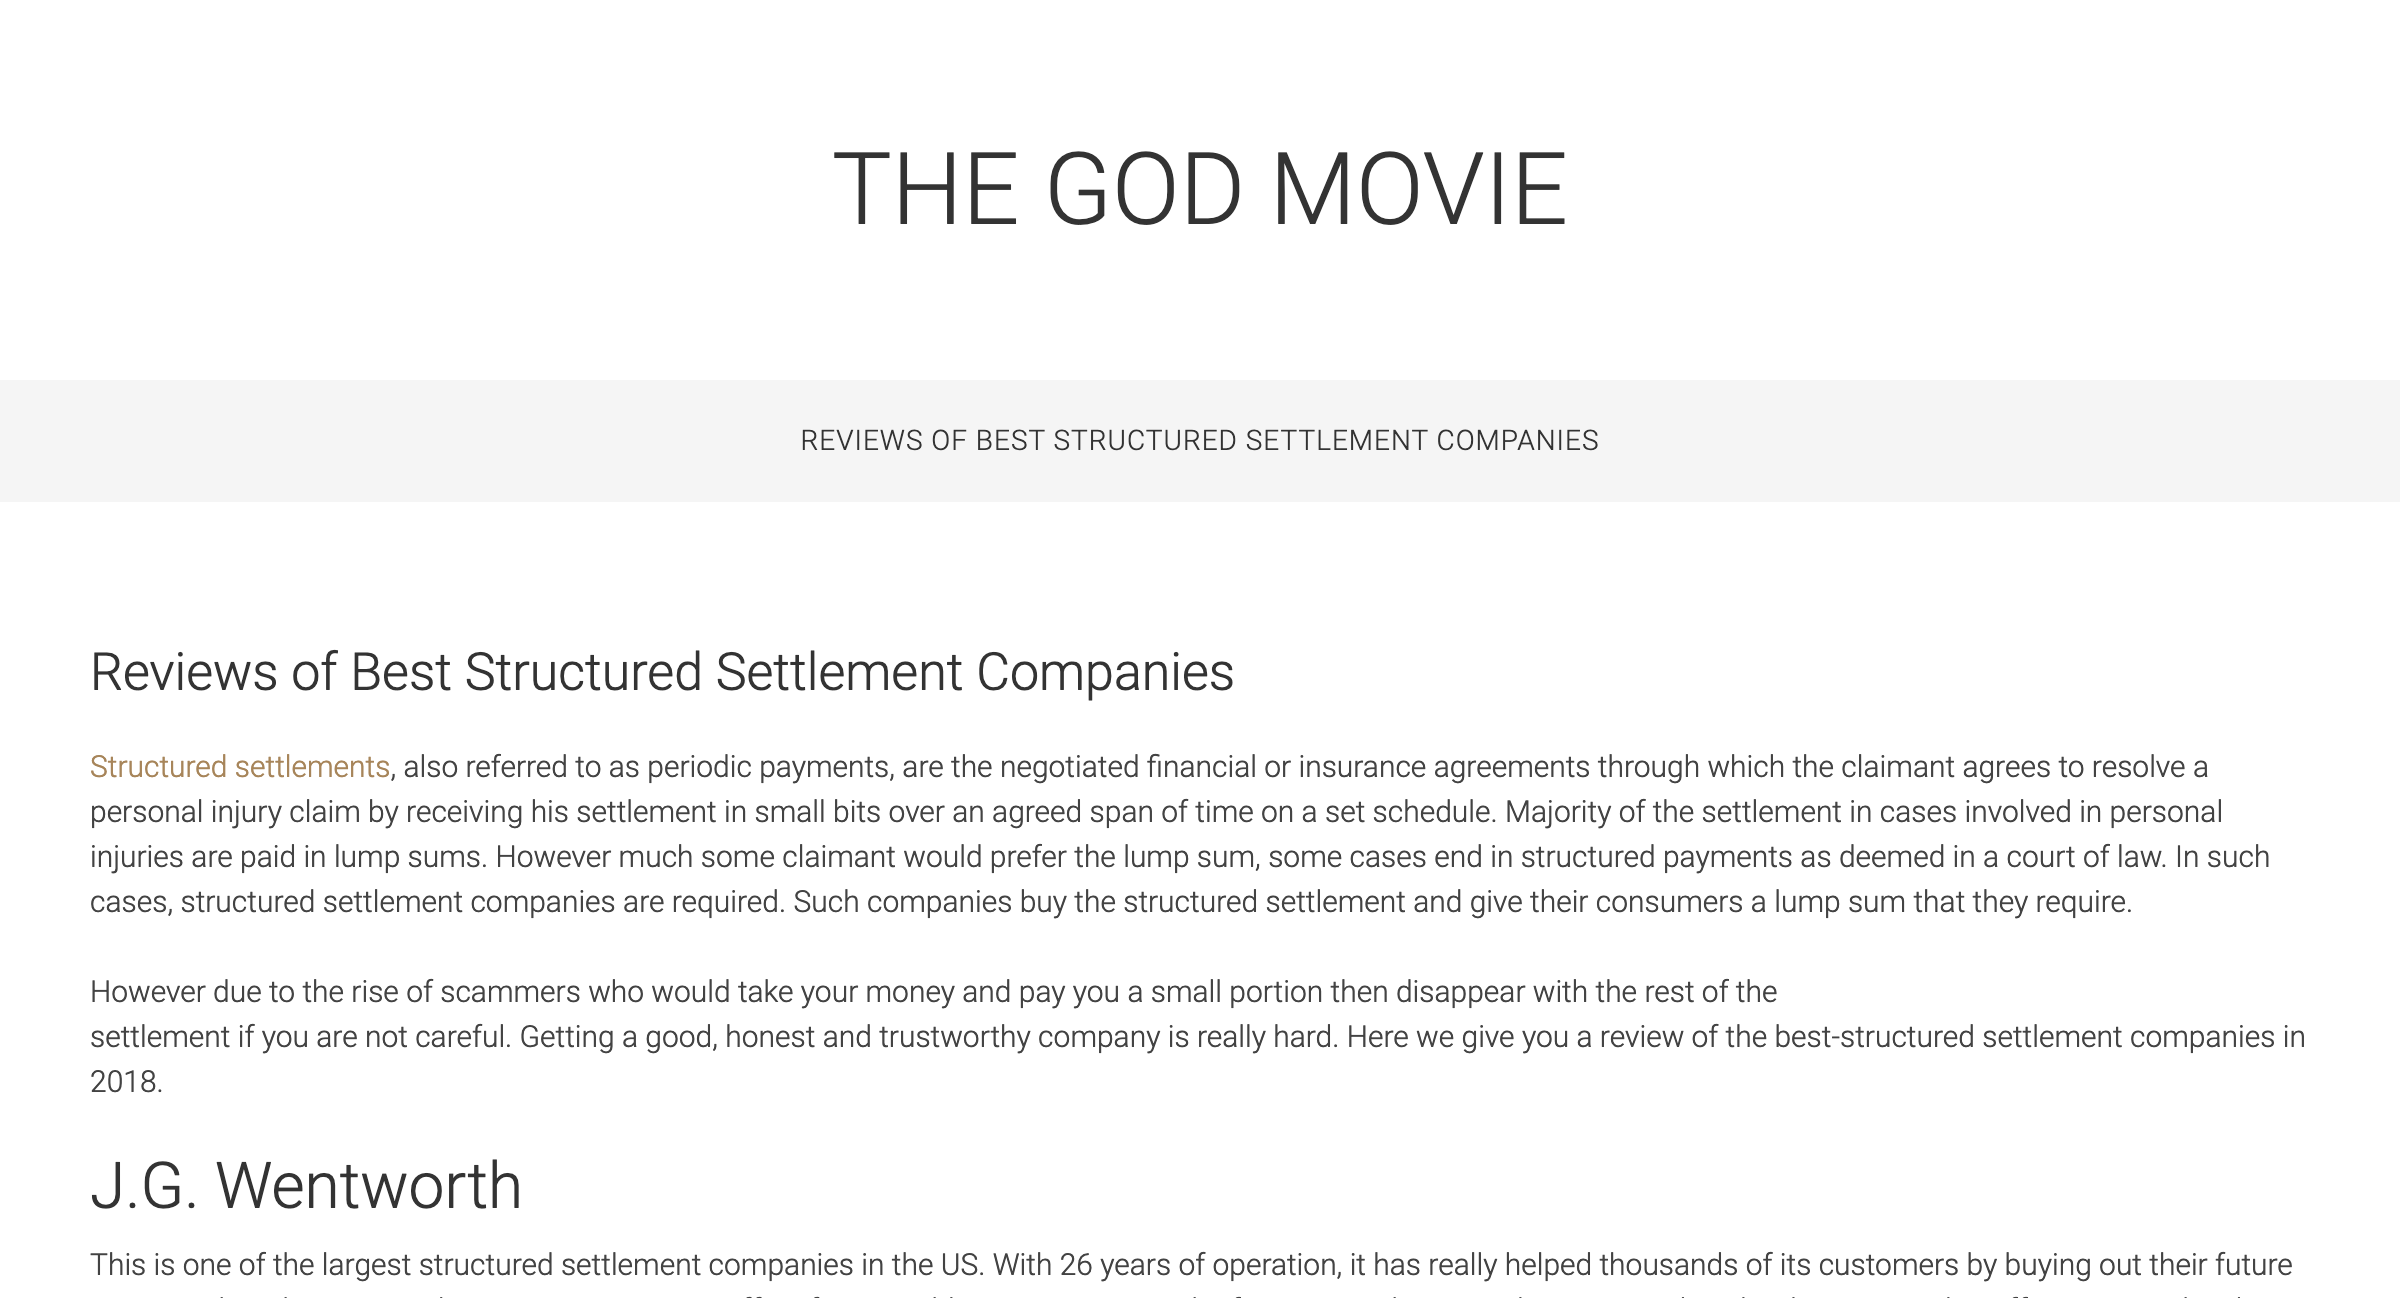 THE GOD MOVIE
REVIEWS OF BEST STRUCTURED SETTLEMENT COMPANIES
Reviews of Best Structured Settlement Companies
Structured settlements, also referred to as periodic payments, are the negotiated financial or insurance agreements through which the claimant agrees to resolve a
personal injury claim by receiving his settlement in small bits over an agreed span of time on a set schedule. Majority of the settlement in cases involved in personal
injuries are paid in lump sums. However much some claimant would prefer the lump sum, some cases end in structured payments as deemed in a court of law. In such
cases, structured settlement companies are required. Such companies buy the structured settlement and give their consumers a lump sum that they require.
However due to the rise of scammers who would take your money and pay you a small portion then disappear with the rest of the
settlement if you are not careful. Getting a good, honest and trustworthy company is really hard. Here we give you a review of the best-structured settlement companies in
2018.
J.G. Wentworth
This is one of the largest structured settlement companies in the US. With 26 years of operation, it has really helped thousands of its customers by buying out their future